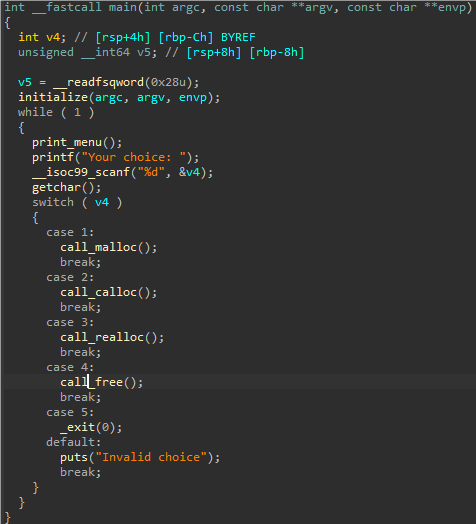 int __fastcall main(int argc, const char **argv, const char **envp)
{
  int v4; // [rsp+4h] [rbp-Ch] BYREF
  unsigned __int64 v5; // [rsp+8h] [rbp-8h]

  v5 = __readfsqword(0x28u);
  initialize(argc, argv, envp);
  while ( 1 )
  {
    print_menu();
    printf("Your choice: ");
    __isoc99_scanf("%d", &v4);
    getchar();
    switch ( v4 )
    {
      case 1:
        call_malloc();
        break;
      case 2:
        call_calloc();
        break;
      case 3:
        call_realloc();
        break;
      case 4:
        call_free();
        break;
      case 5:
        _exit(0);
      default:
        puts("Invalid choice");
        break;
    }
  }
}